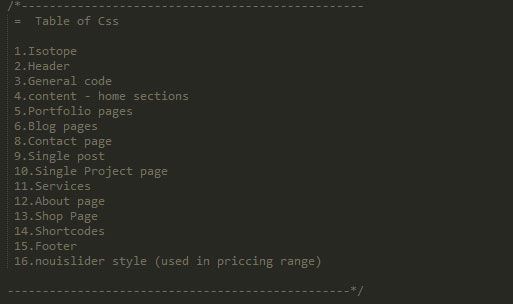 /*-------------------------------------------------
= Table of Css
1.Isotope
2.Header
3.General code
4.content - home sections
5.Portfolio pages
6.Blog pages
8.Contact page
9.Single post
10.Single Project page
11.Services
12.About page
13.Shop Page
14.Shortcodes
15.Footer
16.nouislider style (used in priccing range)
-------------------------------------------------*/